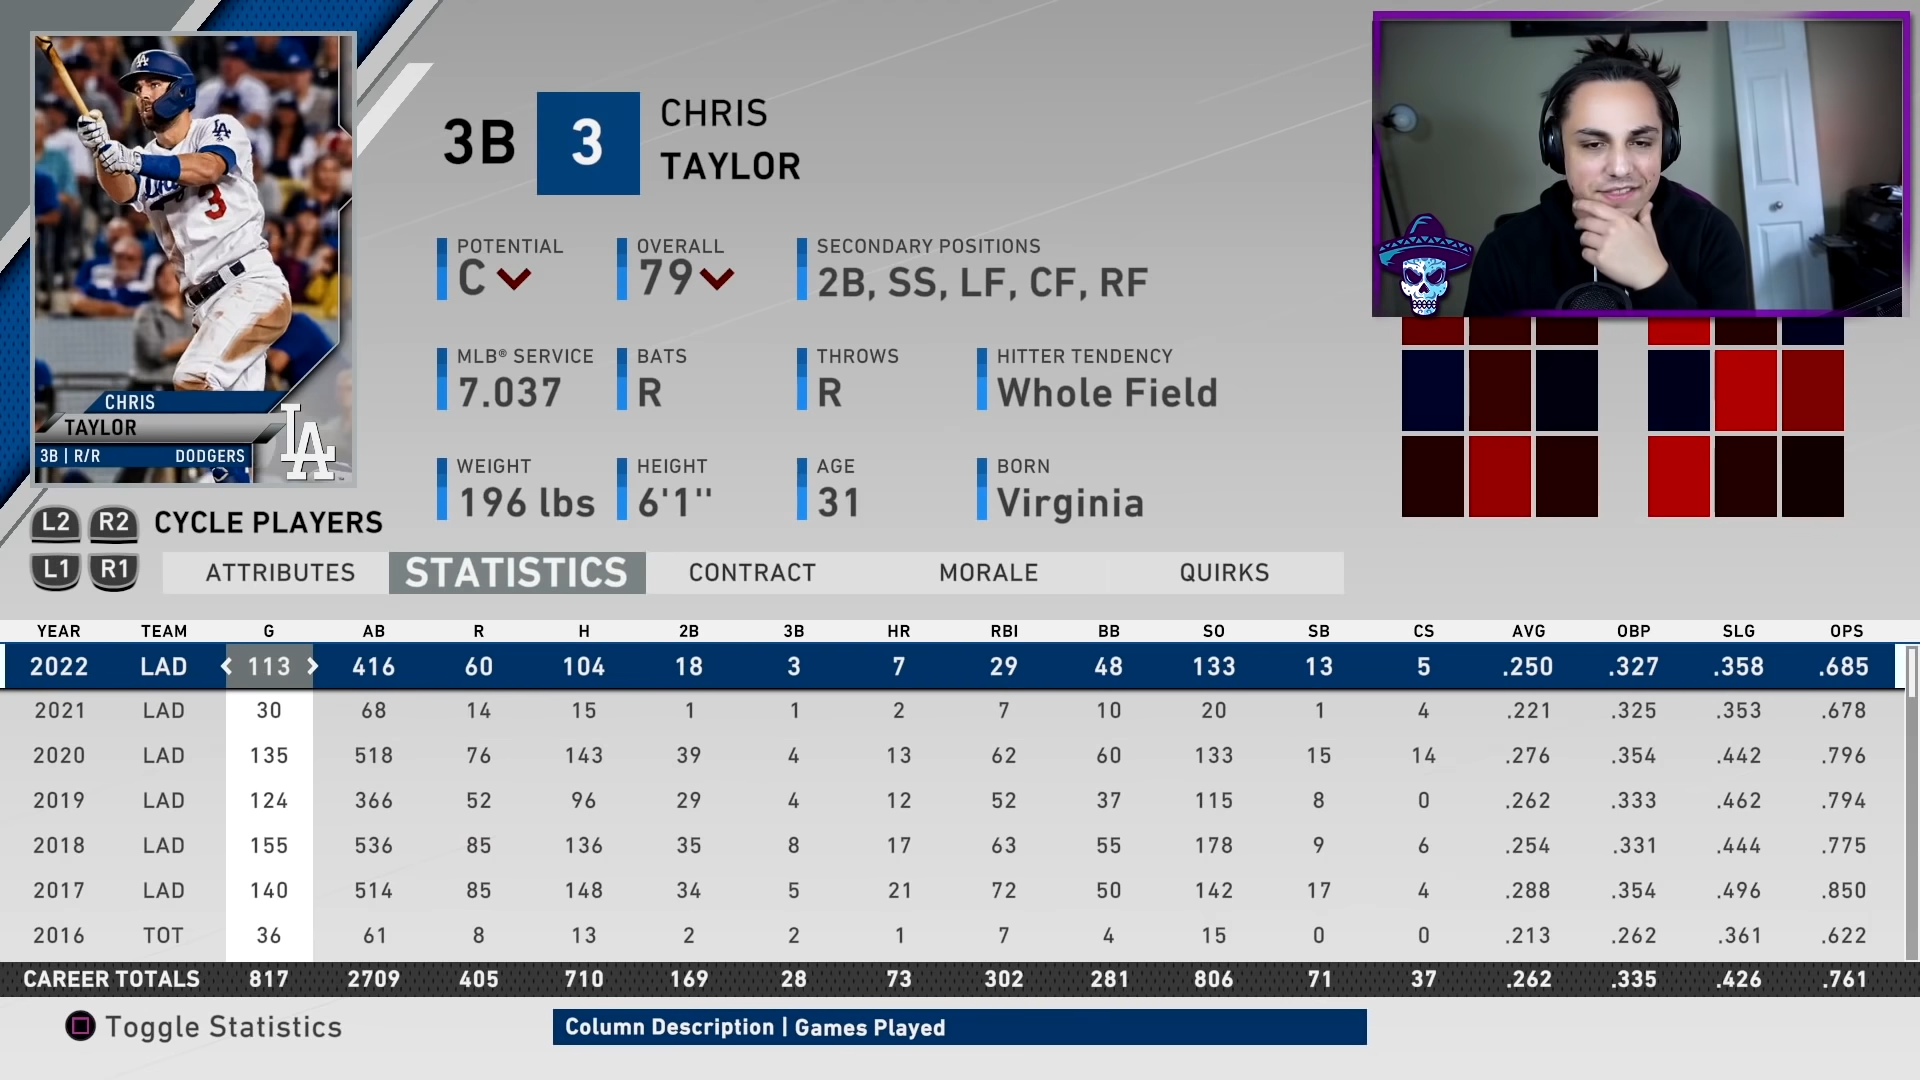 3B 3 CHRIS
TAYLOR
POTENTIAL OVERALL SECONDARY POSITIONS
C 79 2B, SS, LF, CF, RF
MLB® SERVICE BATS THROWS HITTER TENDENCY
7.037 R R Whole Field
WEIGHT HEIGHT AGE BORN
196 lbs 6'1" 31 Virginia
LA
3
CHRIS
TAYLOR
3B | R/R DODGERS
LA
L2 R2 CYCLE PLAYERS
L1 R1 ATTRIBUTES STATISTICS CONTRACT MORALE QUIRKS
YEAR TEAM G AB R H 2B 3B HR RBI BB SO SB CS AVG OBP SLG OPS
2022 LAD 113 416 60 104 18 3 7 29 48 133 13 5 .250 .327 .358 .685
2021 LAD 30 68 14 15 1 1 2 7 10 20 1 4 .221 .325 .353 .678
2020 LAD 135 518 76 143 39 4 13 62 60 133 15 14 .276 .354 .442 .796
2019 LAD 124 366 52 96 29 4 12 52 37 115 8 0 .262 .333 .462 .794
2018 LAD 155 536 85 136 35 8 17 63 55 178 9 6 .254 .331 .444 .775
2017 LAD 140 514 85 148 34 5 21 72 50 142 17 4 .288 .354 .496 .850
2016 TOT 36 61 8 13 2 2 1 7 4 15 0 0 .213 .262 .361 .622
CAREER TOTALS 817 2709 405 710 169 28 73 302 281 806 71 37 .262 .335 .426 .761
Toggle Statistics
Column Description | Games Played